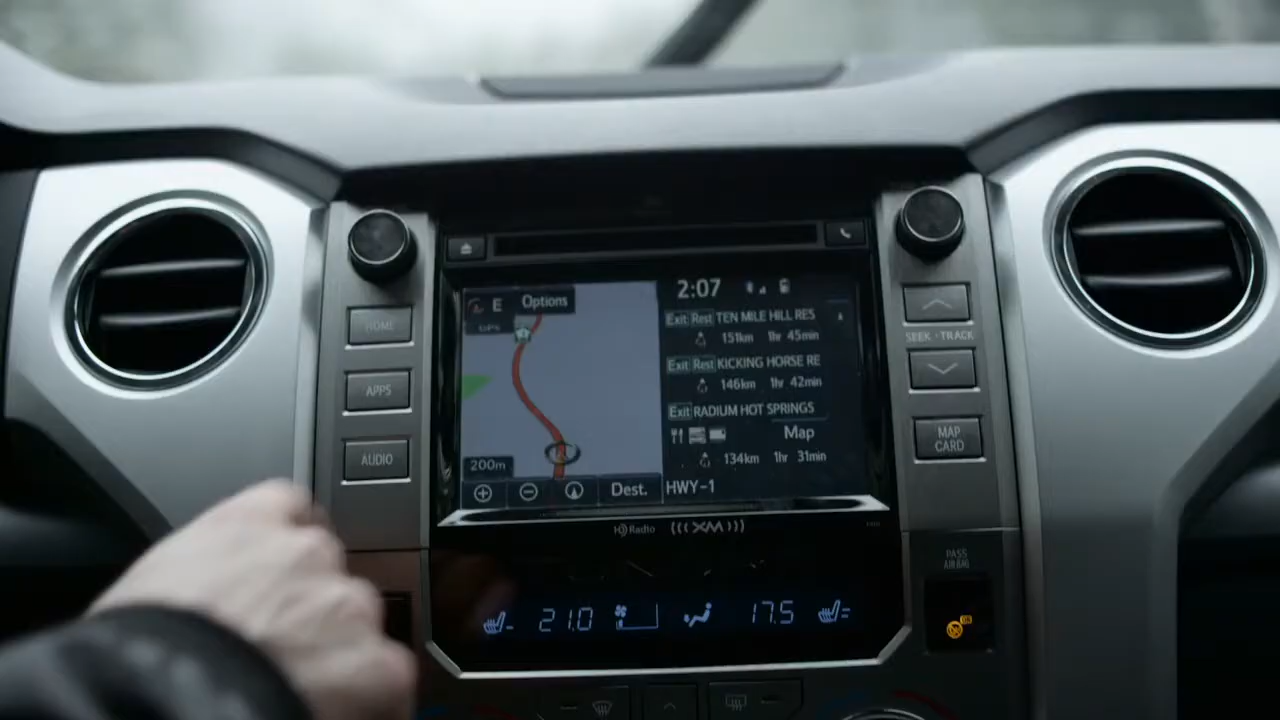 2:07
E Options
GPS
Exit Rest TEN MILE HILL RES
151km 1hr 45min
Exit Rest KICKING HORSE RE
146km 1hr 42min
Exit RADIUM HOT SPRINGS
Map
134km 1hr 31min
200m
Dest. HWY-1
HOME
APPS
AUDIO
SEEK · TRACK
MAP
CARD
HD Radio ((( XM )))
21.0 17.5
PASS
AIR BAG